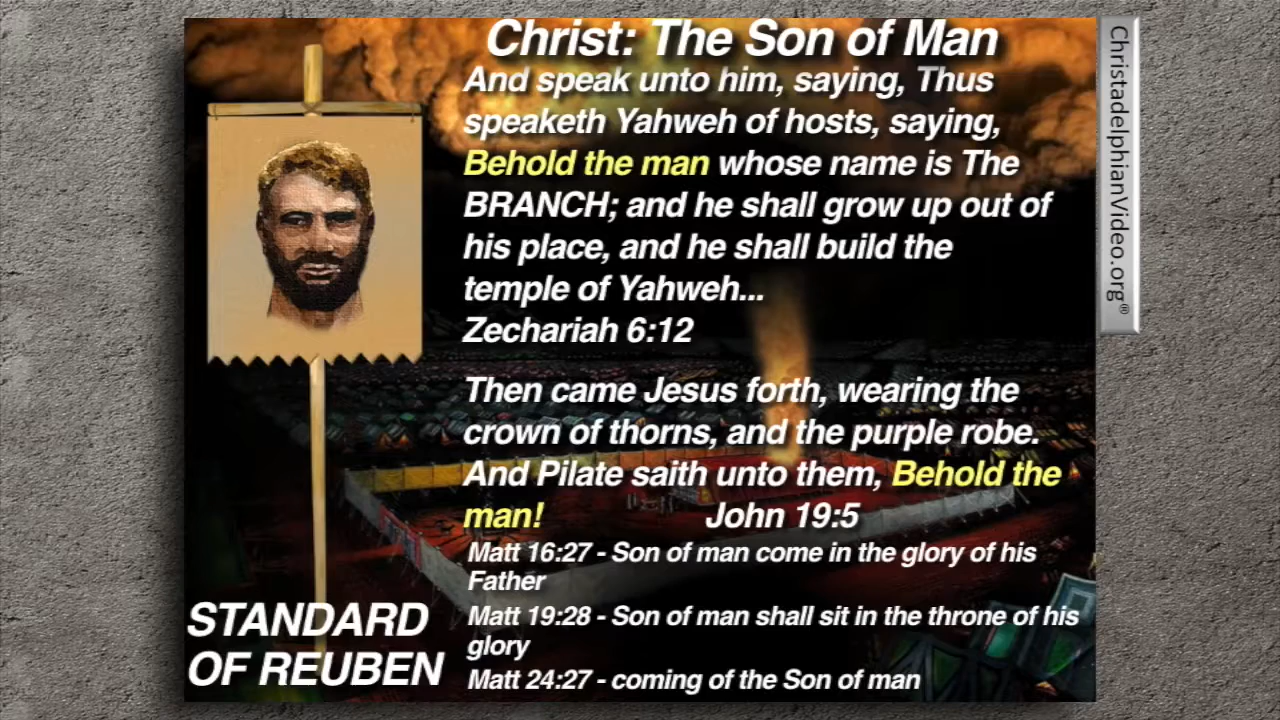 Christ: The Son of Man
And speak unto him, saying, Thus
speaketh Yahweh of hosts, saying,
Behold the man whose name is The
BRANCH; and he shall grow up out of
his place, and he shall build the
temple of Yahweh...
Zechariah 6:12
Then came Jesus forth, wearing the
crown of thorns, and the purple robe.
And Pilate saith unto them, Behold the
man! John 19:5
Matt 16:27 - Son of man come in the glory of his
Father
Matt 19:28 - Son of man shall sit in the throne of his
glory
Matt 24:27 - coming of the Son of man
STANDARD
OF REUBEN
ChristadelphianVideo.org®